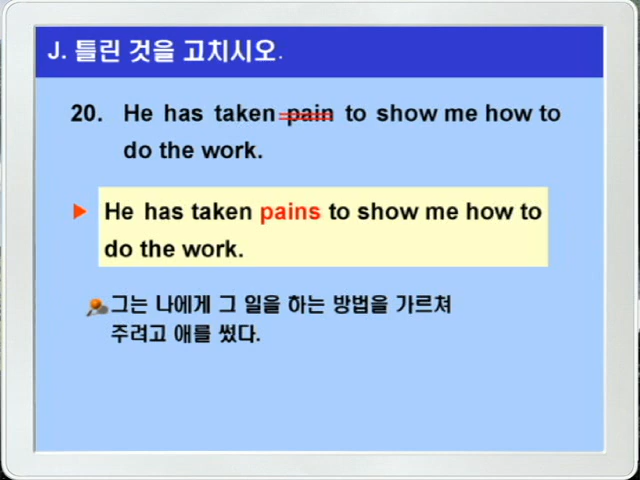 J. 틀린 것을 고치시오.
20. He has taken pain to show me how to
do the work.
He has taken pains to show me how to
do the work.
그는 나에게 그 일을 하는 방법을 가르쳐
주려고 애를 썼다.